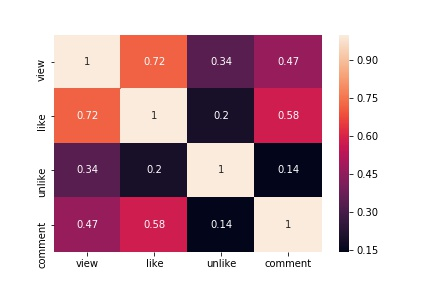 view 1 0.72 0.34 0.47
like 0.72 1 0.2 0.58
unlike 0.34 0.2 1 0.14
comment 0.47 0.58 0.14 1
view like unlike comment
0.90
0.75
0.60
0.45
0.30
0.15